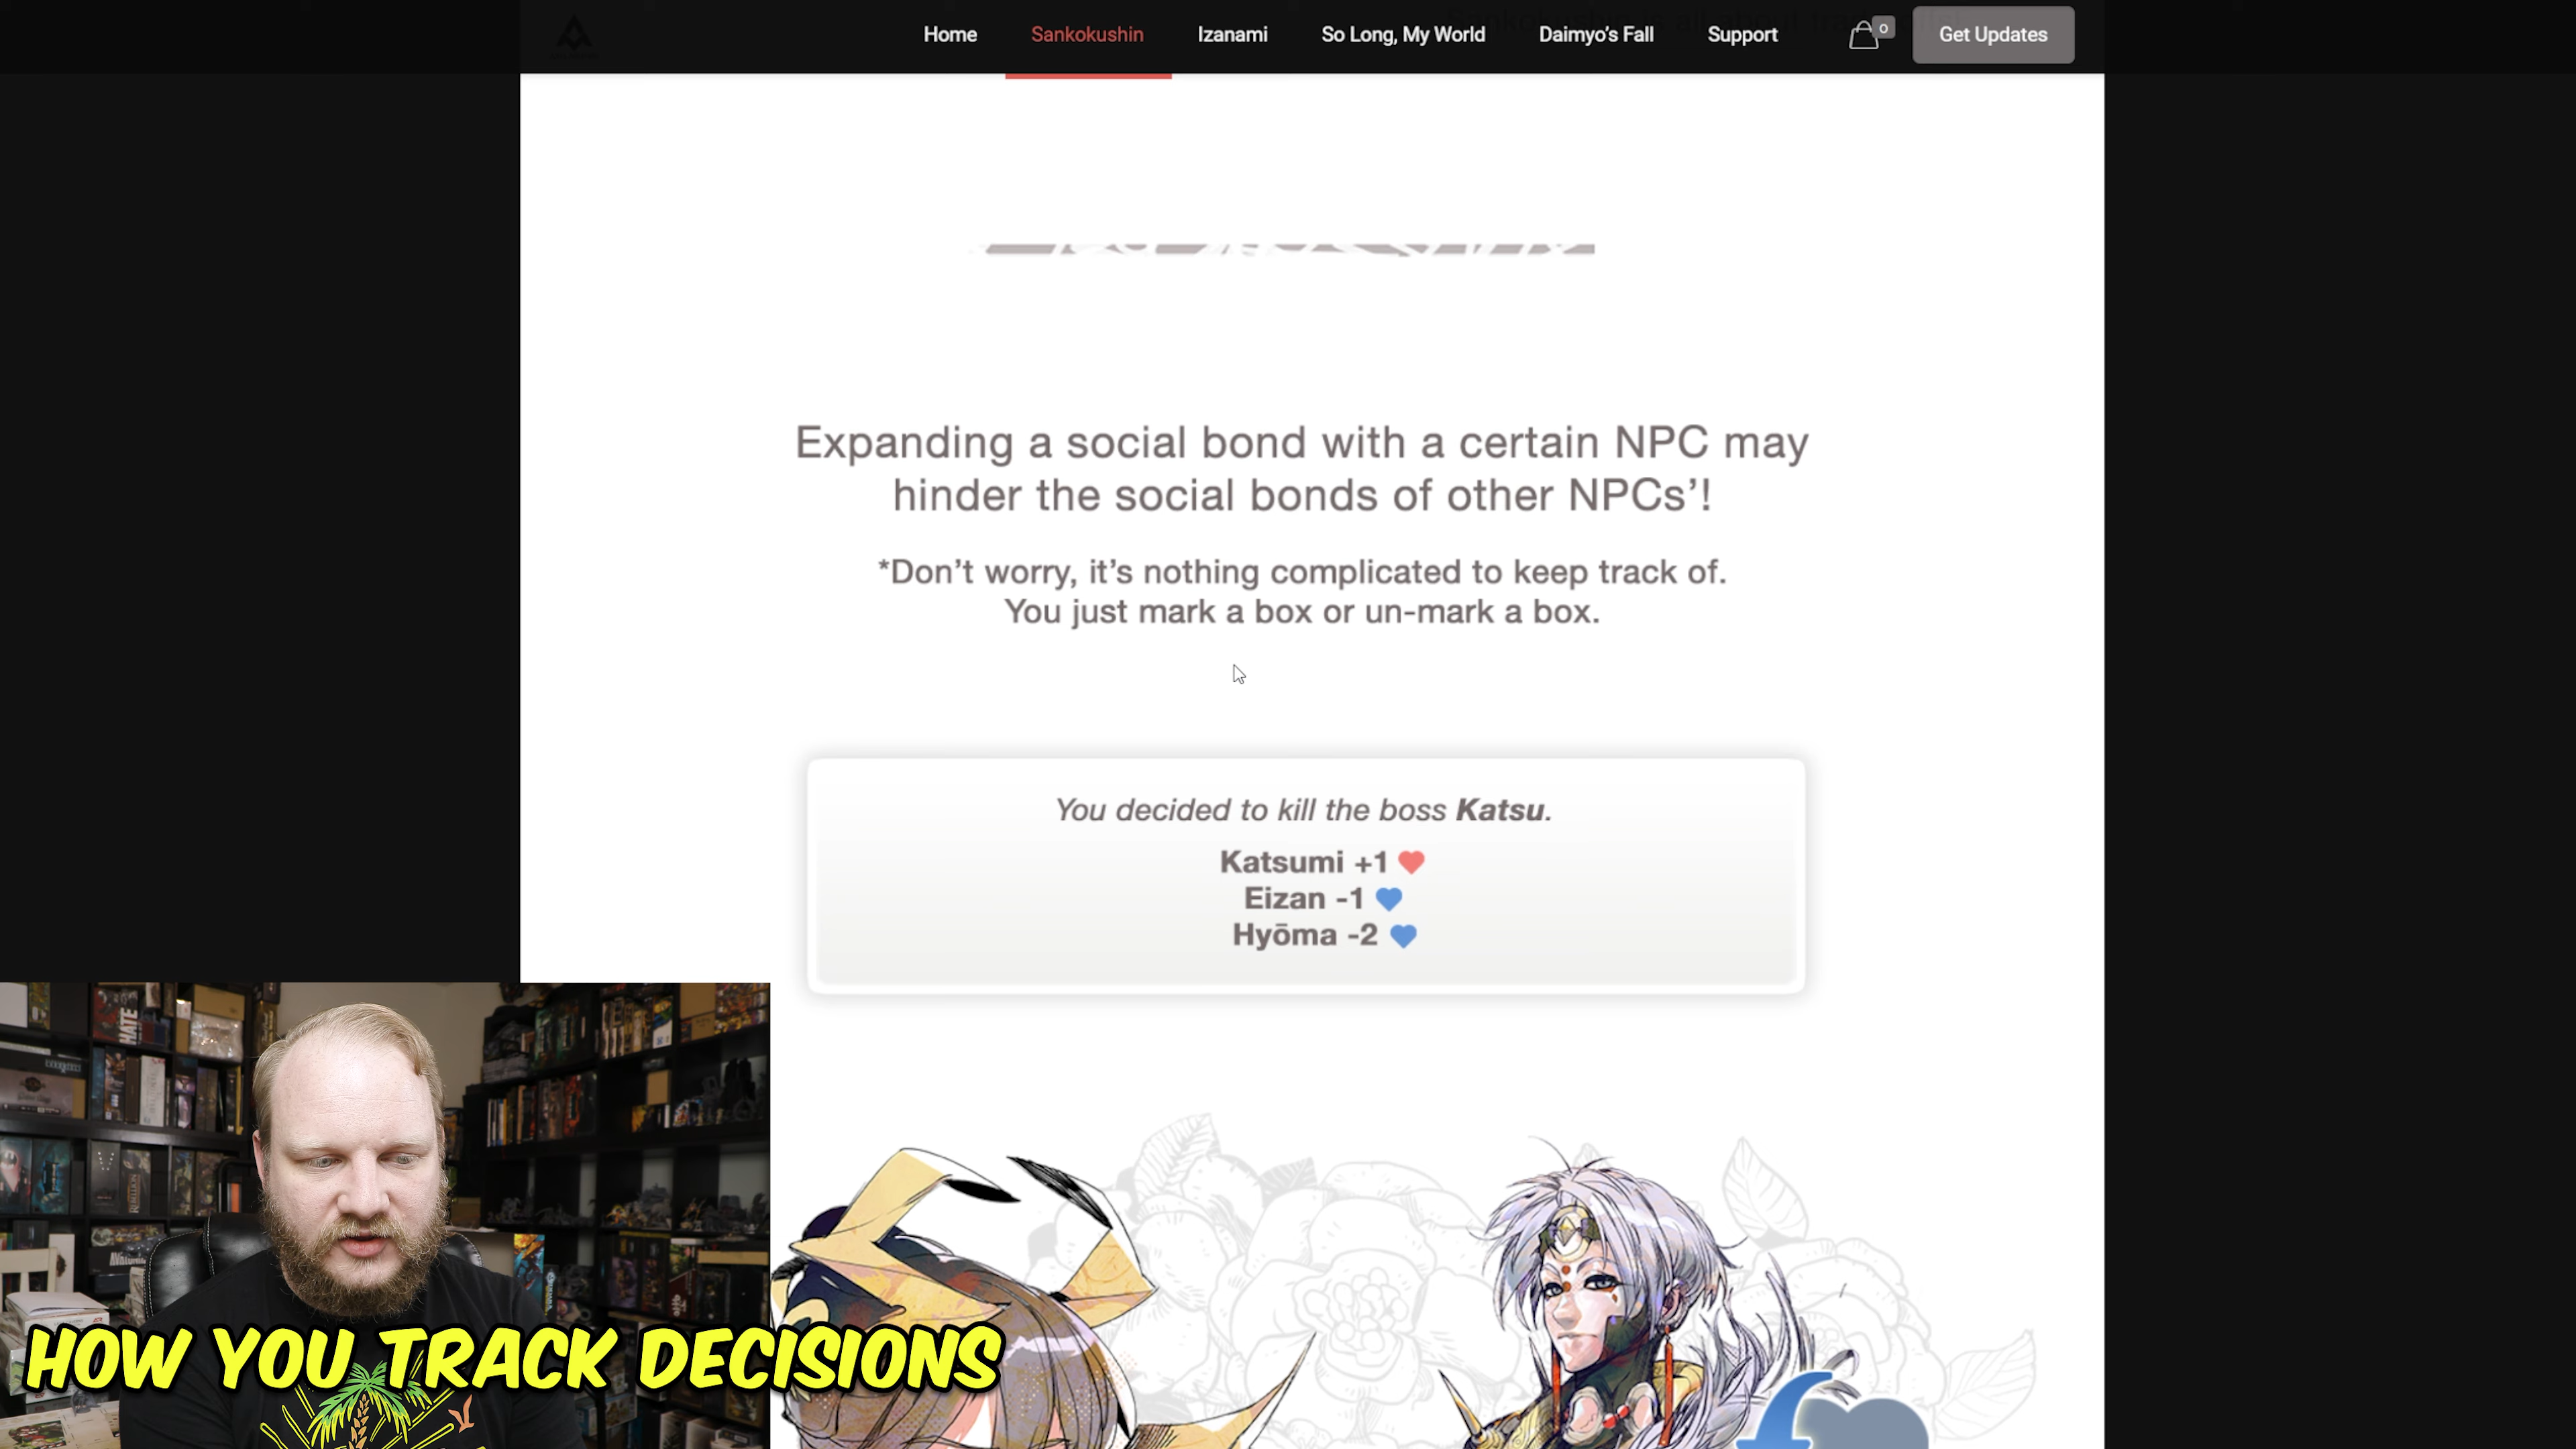 Home Sankokushin Izanami So Long, My World Daimyo's Fall Support 0 Get Updates
Expanding a social bond with a certain NPC may
hinder the social bonds of other NPCs’!
*Don’t worry, it’s nothing complicated to keep track of.
You just mark a box or un-mark a box.
You decided to kill the boss Katsu.
Katsumi +1
Eizan -1
Hyōma -2
HATE
HOW YOU TRACK DECISIONS